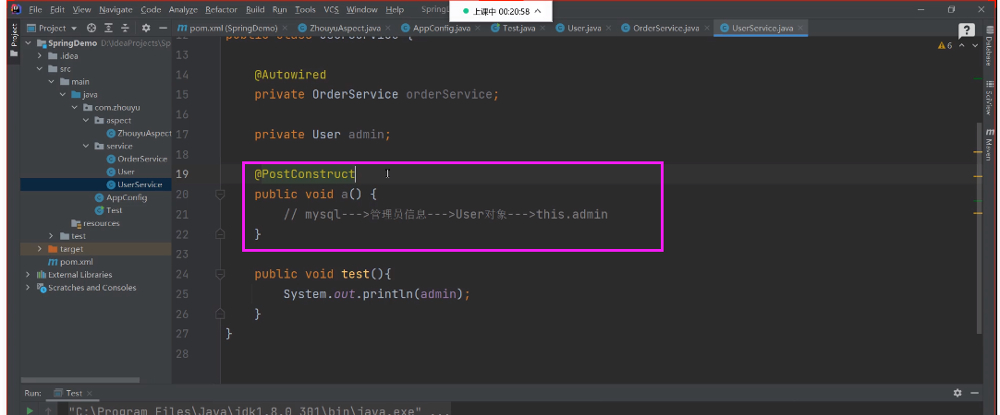 File Edit View Navigate Code Analyze Refactor Build Run Tools VCS Window Help
上课中 00:20:58
Project
pom.xml (SpringDemo) ZhouyuAspect.java AppConfig.java Test.java User.java OrderService.java UserService.java
Project
SpringDemo D:\IdeaProjects\Sp
.idea
src
main
java
com.zhouyu
aspect
ZhouyuAspect
service
OrderService
User
UserService
AppConfig
Test
resources
test
target
pom.xml
External Libraries
Scratches and Consoles
12
13
14 @Autowired
15 private OrderService orderService;
16
17 private User admin;
18
19 @PostConstruct
20 public void a() {
21 // mysql--->管理员信息--->User对象--->this.admin
22 }
23
24 public void test(){
25 System.out.println(admin);
26 }
27 }
28
6
Database
SciView
Maven
Run: Test
"C:\Program Files\Java\jdk1.8.0_301\bin\java.exe" ...